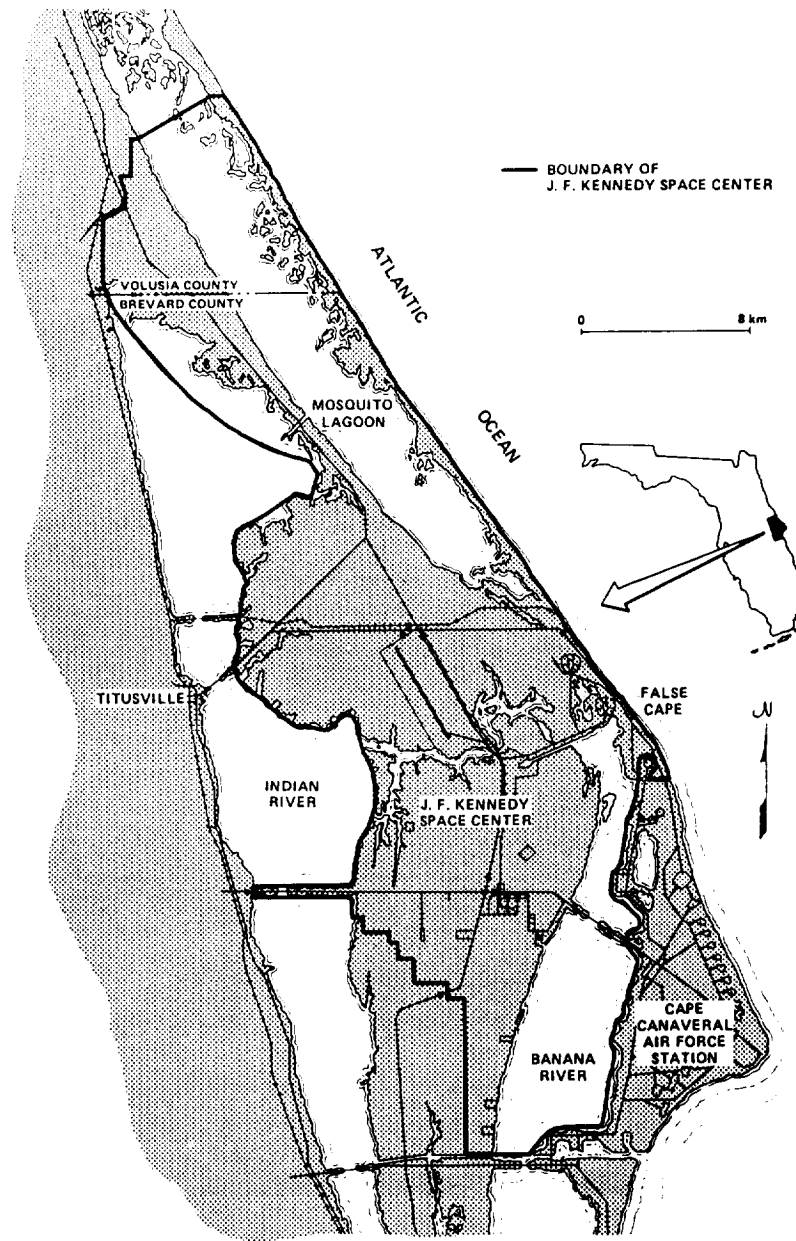 BOUNDARY OF
J. F. KENNEDY SPACE CENTER
ATLANTIC
VOLUSIA COUNTY
BREVARD COUNTY
0 8 km
MOSQUITO
LAGOON
OCEAN
TITUSVILLE
FALSE
CAPE
N
INDIAN
RIVER
J. F. KENNEDY
SPACE CENTER
CAPE
CANAVERAL
AIR FORCE
STATION
BANANA
RIVER